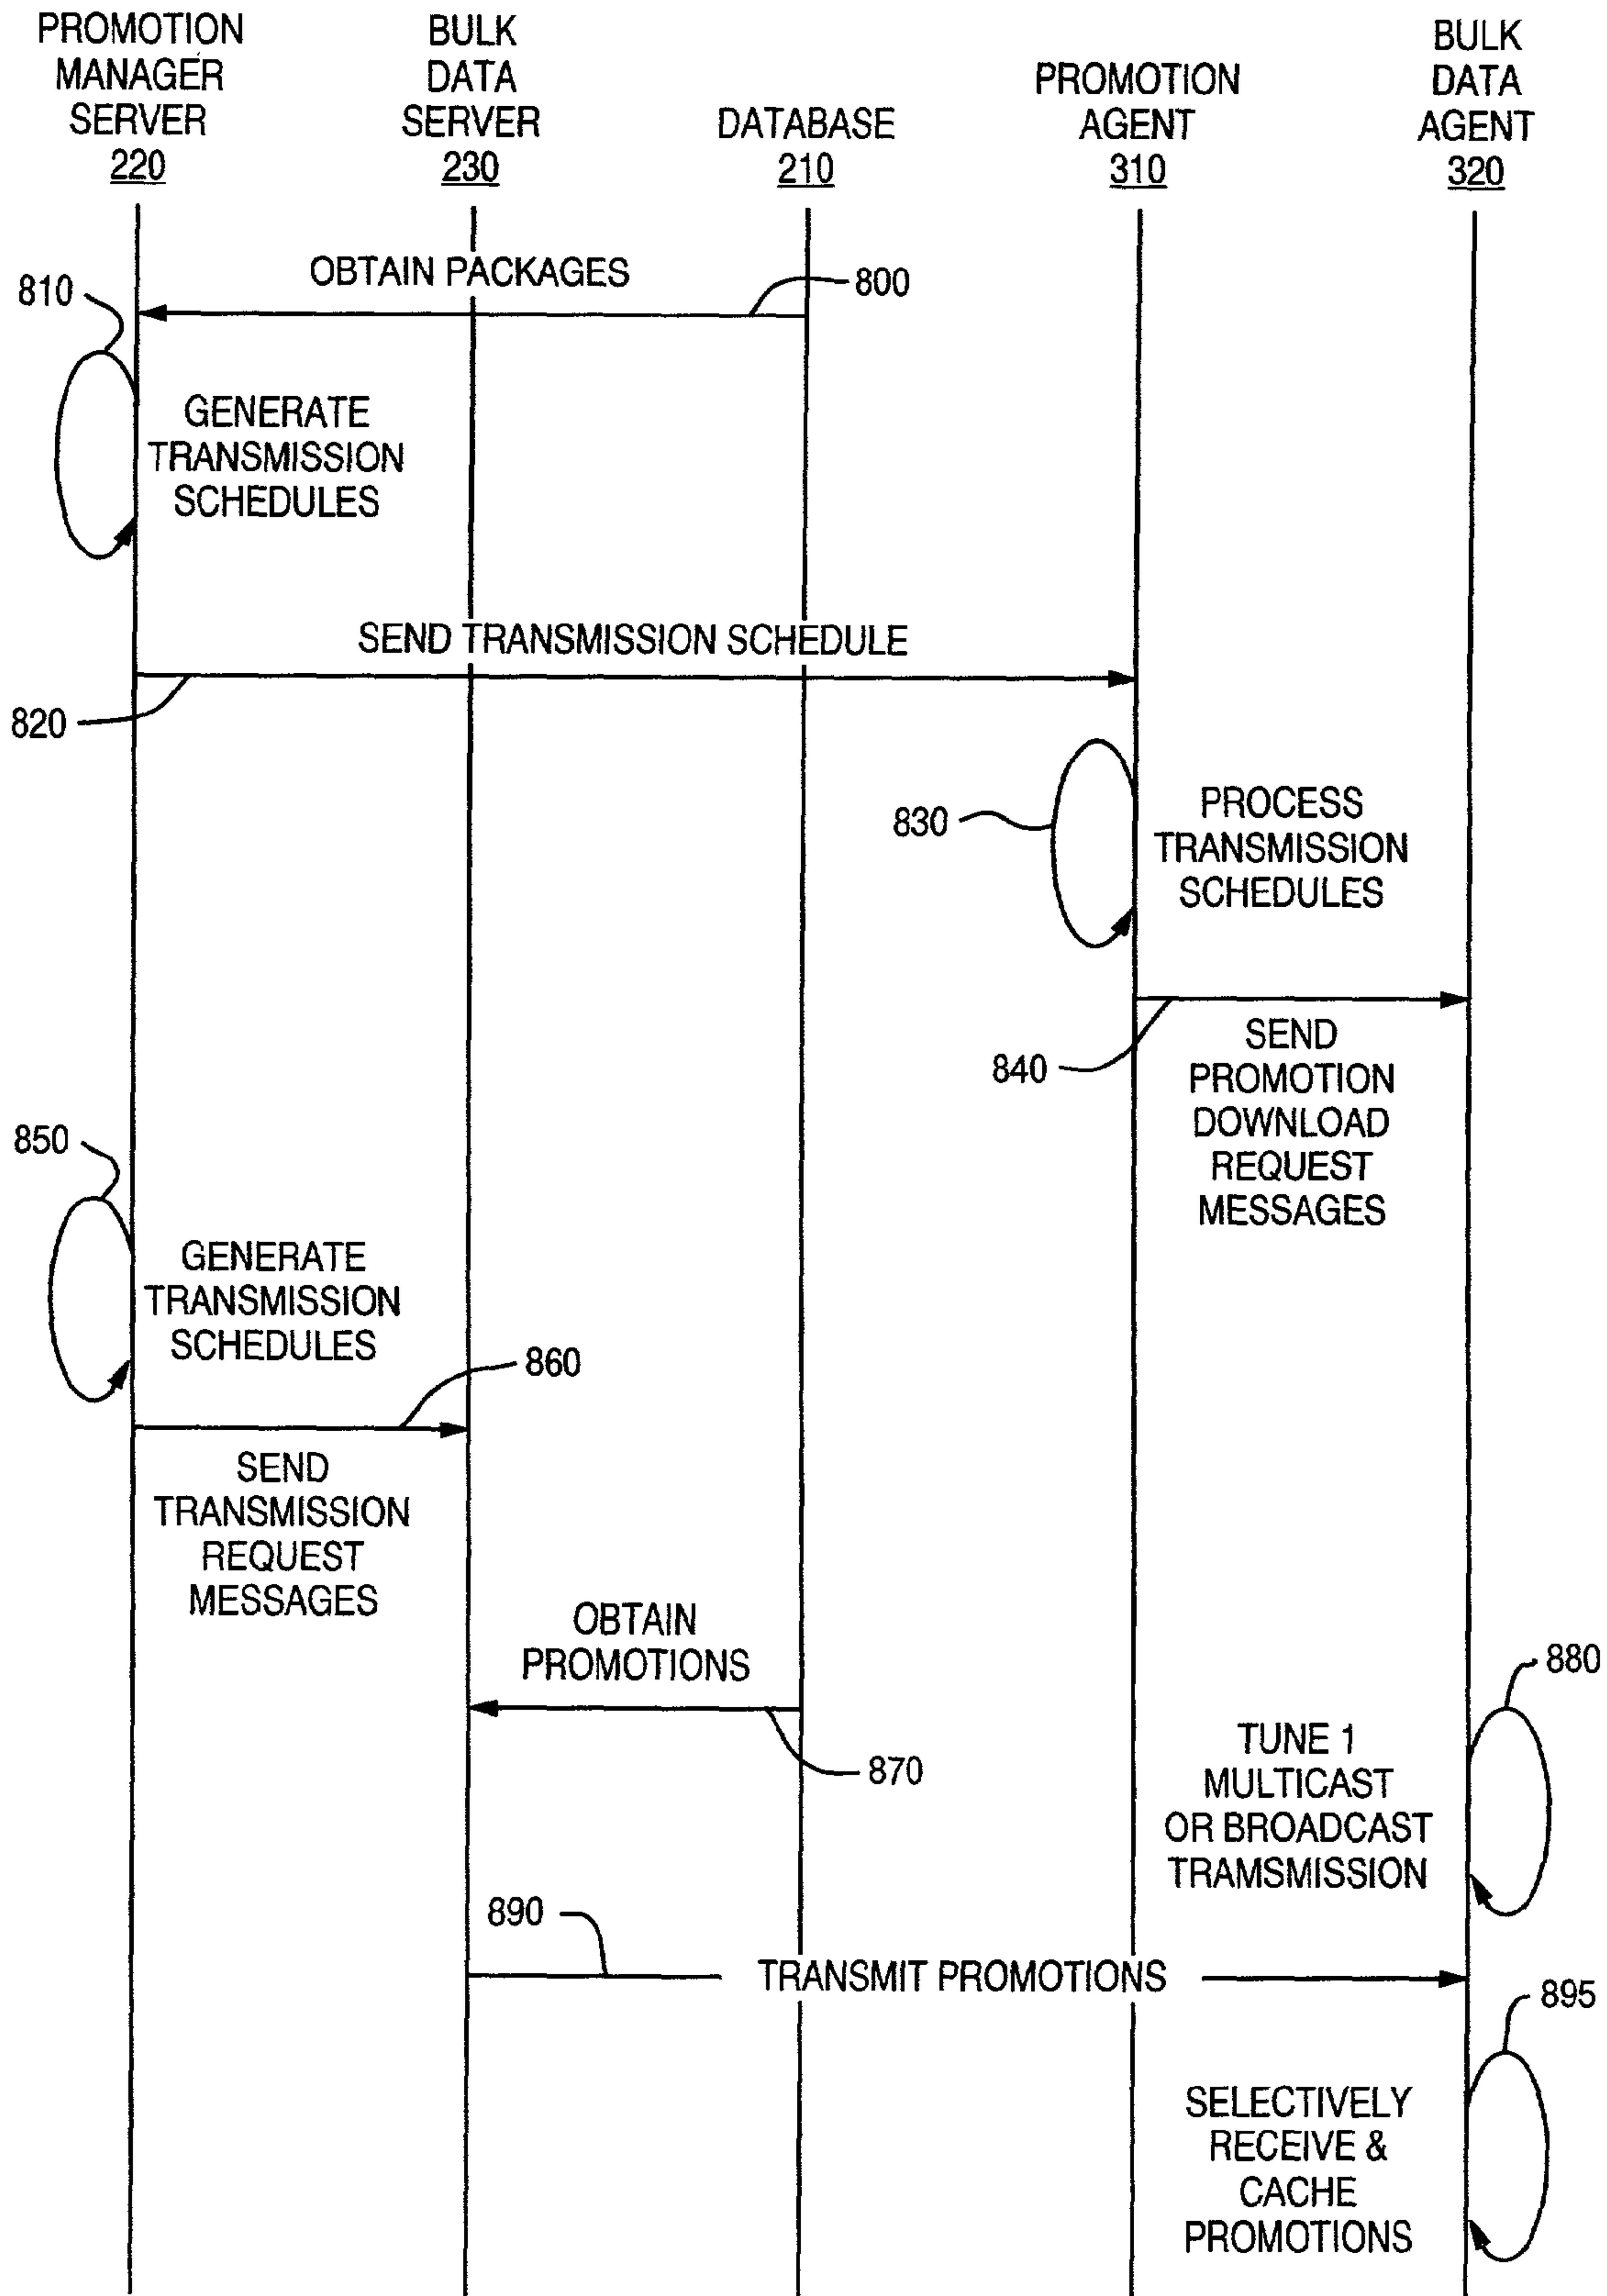 PROMOTION
MANAGER
SERVER
220
BULK
DATA
SERVER
230
DATABASE
210
PROMOTION
AGENT
310
BULK
DATA
AGENT
320
OBTAIN PACKAGES
800
810
GENERATE
TRANSMISSION
SCHEDULES
SEND TRANSMISSION SCHEDULE
820
830
PROCESS
TRANSMISSION
SCHEDULES
840
SEND
PROMOTION
DOWNLOAD
REQUEST
MESSAGES
850
GENERATE
TRANSMISSION
SCHEDULES
860
SEND
TRANSMISSION
REQUEST
MESSAGES
OBTAIN
PROMOTIONS
870
880
TUNE 1
MULTICAST
OR BROADCAST
TRAMSMISSION
890
TRANSMIT PROMOTIONS
895
SELECTIVELY
RECEIVE &
CACHE
PROMOTIONS